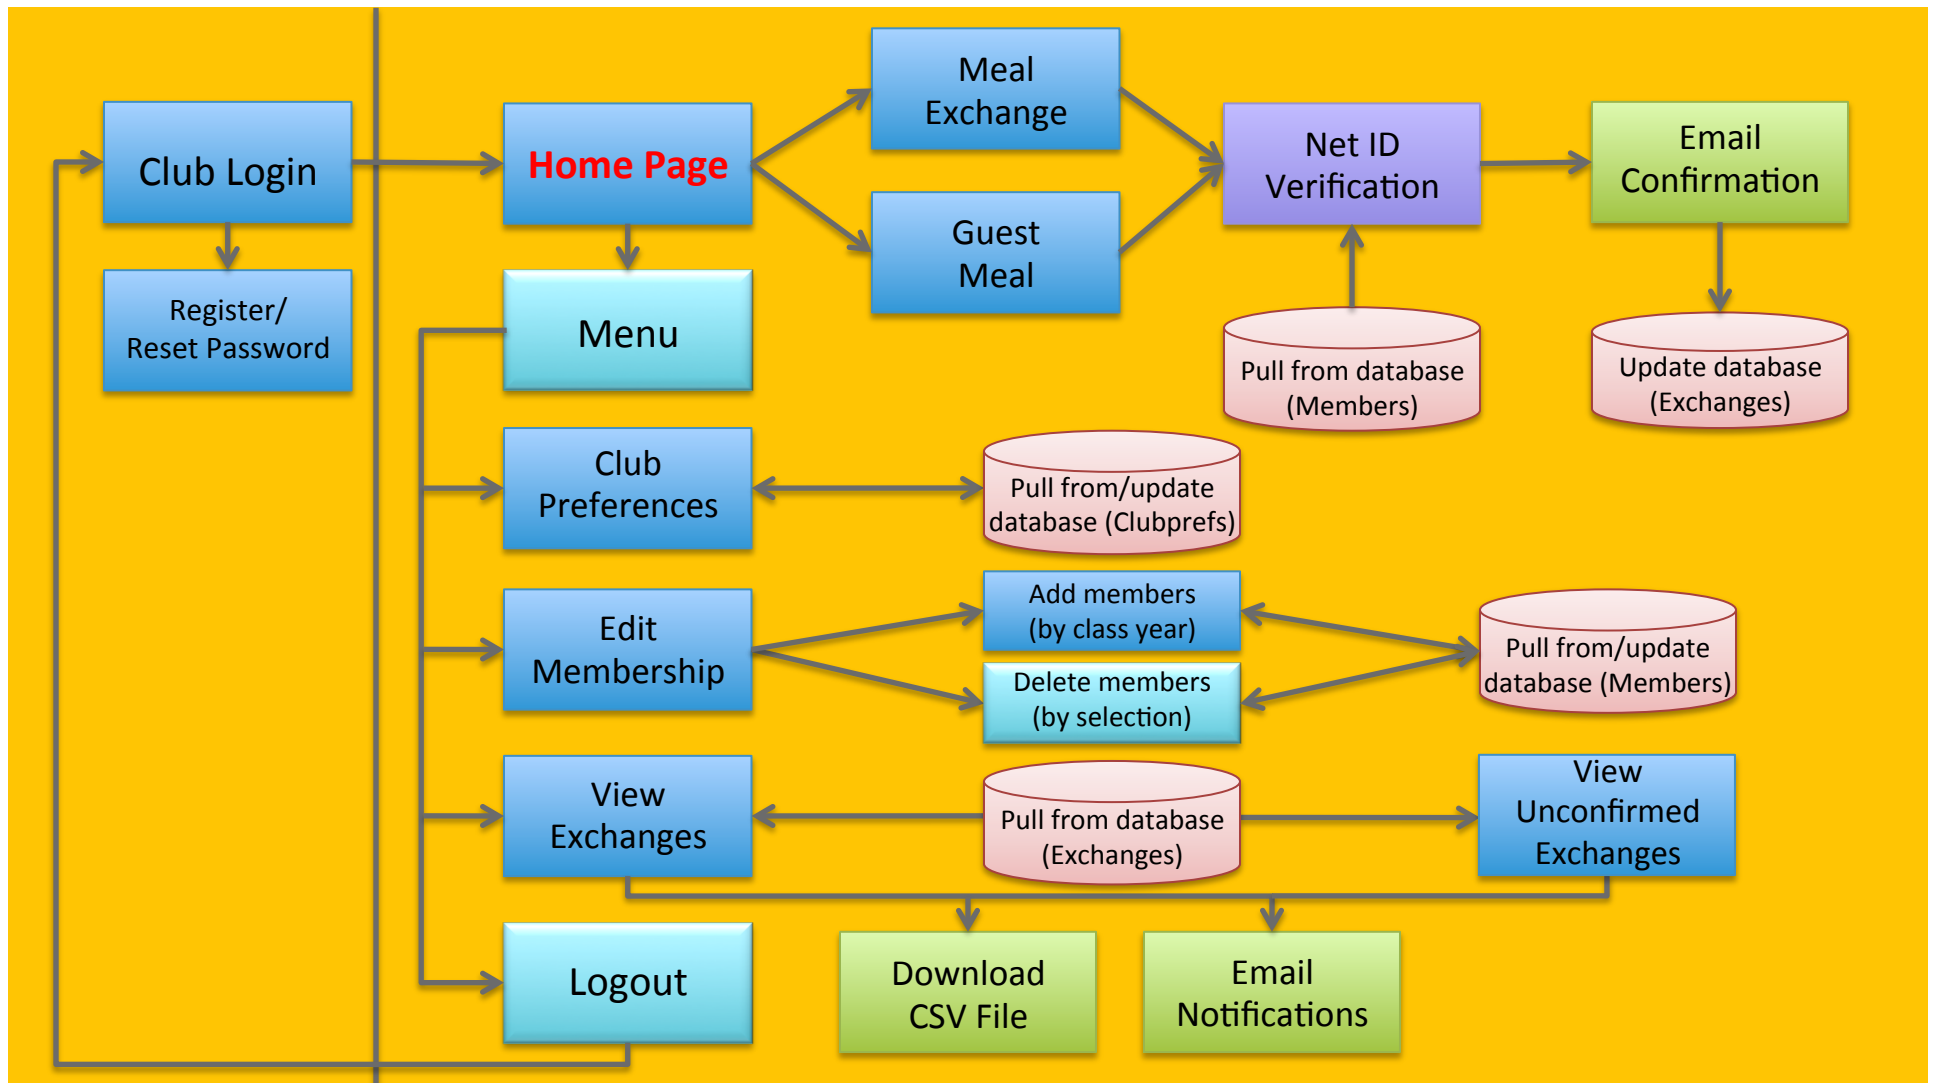 Club Login
Register/
Reset Password
Home Page
Meal
Exchange
Guest
Meal
Net ID
Verification
Email
Confirmation
Menu
Pull from database
(Members)
Update database
(Exchanges)
Club
Preferences
Pull from/update
database (Clubprefs)
Edit
Membership
Add members
(by class year)
Delete members
(by selection)
Pull from/update
database (Members)
View
Exchanges
Pull from database
(Exchanges)
View
Unconfirmed
Exchanges
Logout
Download
CSV File
Email
Notifications